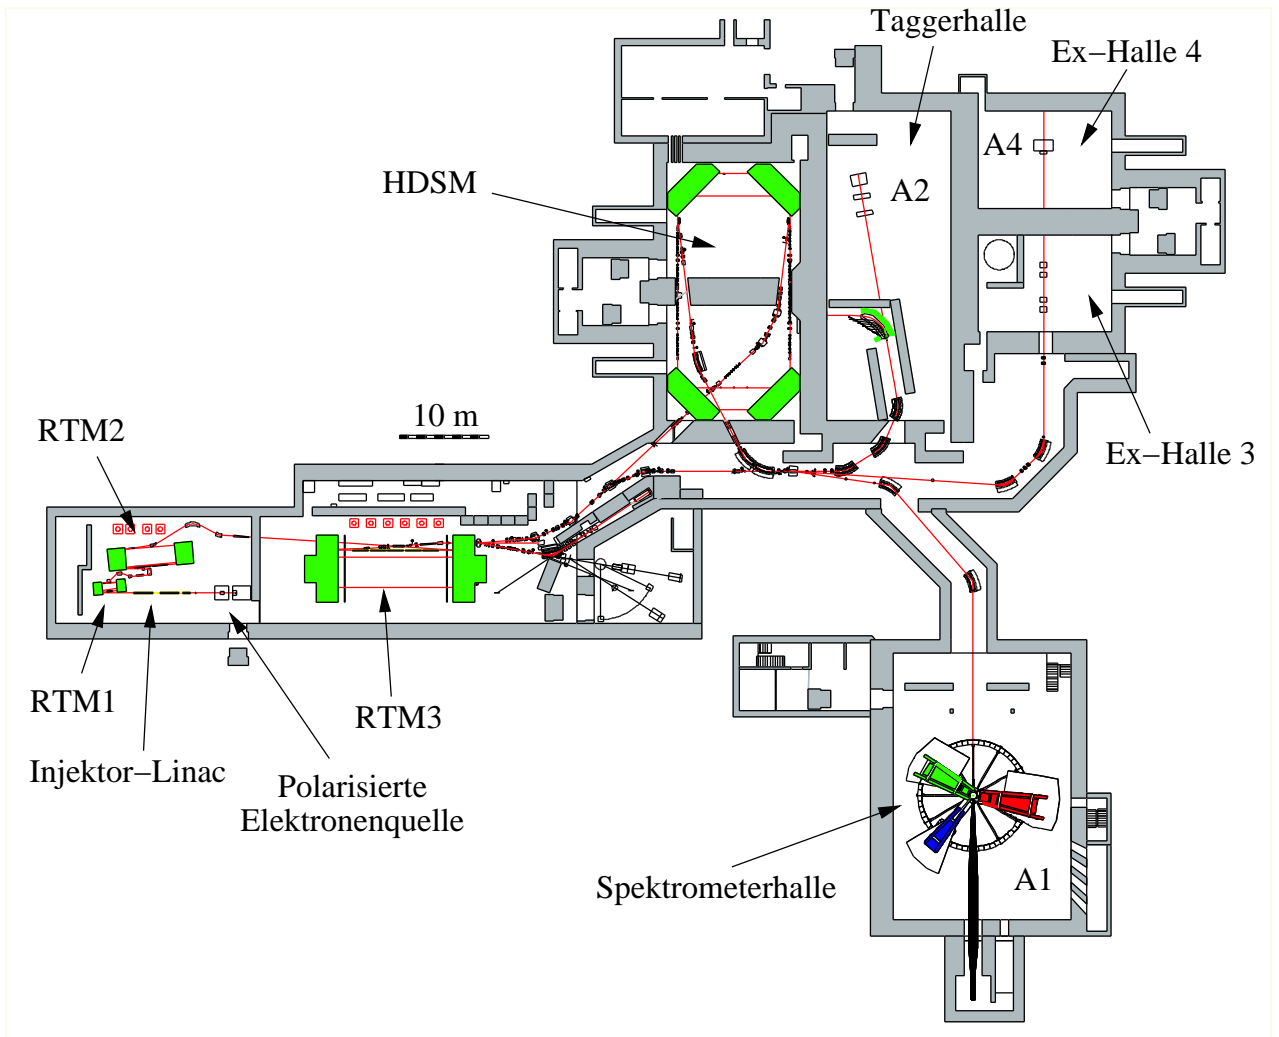 Taggerhalle
Ex−Halle 4
A4
HDSM
A2
10 m
RTM2
Ex−Halle 3
RTM1
RTM3
Injektor−Linac
Polarisierte
Elektronenquelle
Spektrometerhalle
A1